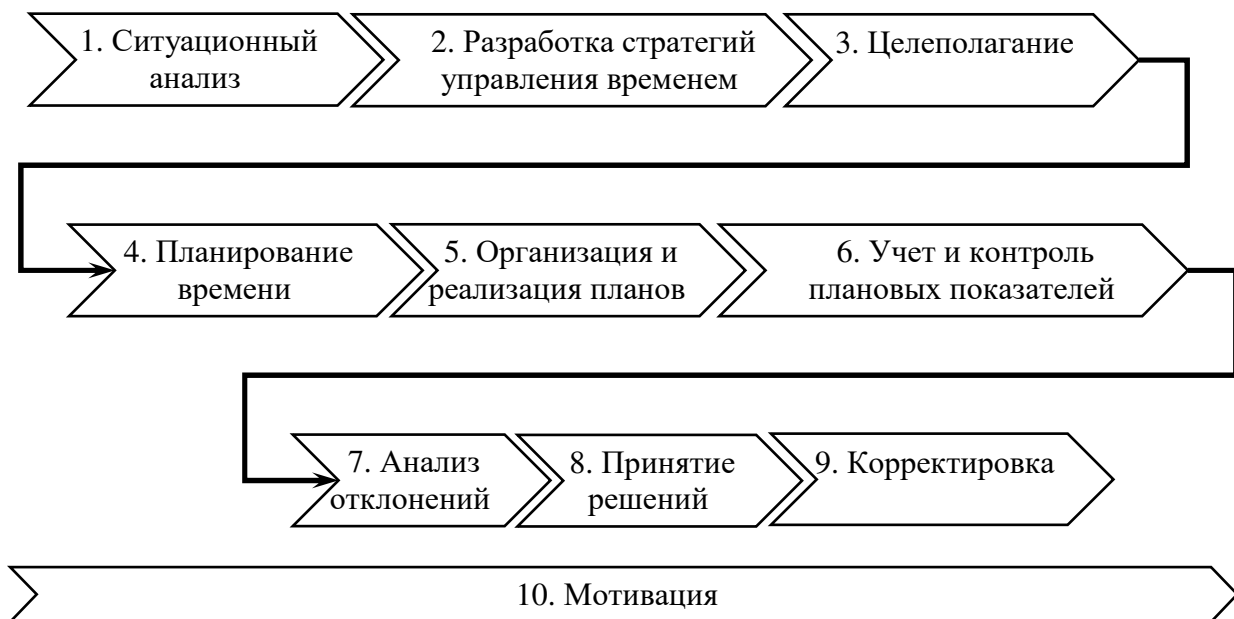 1. Ситуационный
анализ
2. Разработка стратегий
управления временем
3. Целеполагание
4. Планирование
времени
5. Организация и
реализация планов
6. Учет и контроль
плановых показателей
7. Анализ
отклонений
8. Принятие
решений
9. Корректировка
10. Мотивация